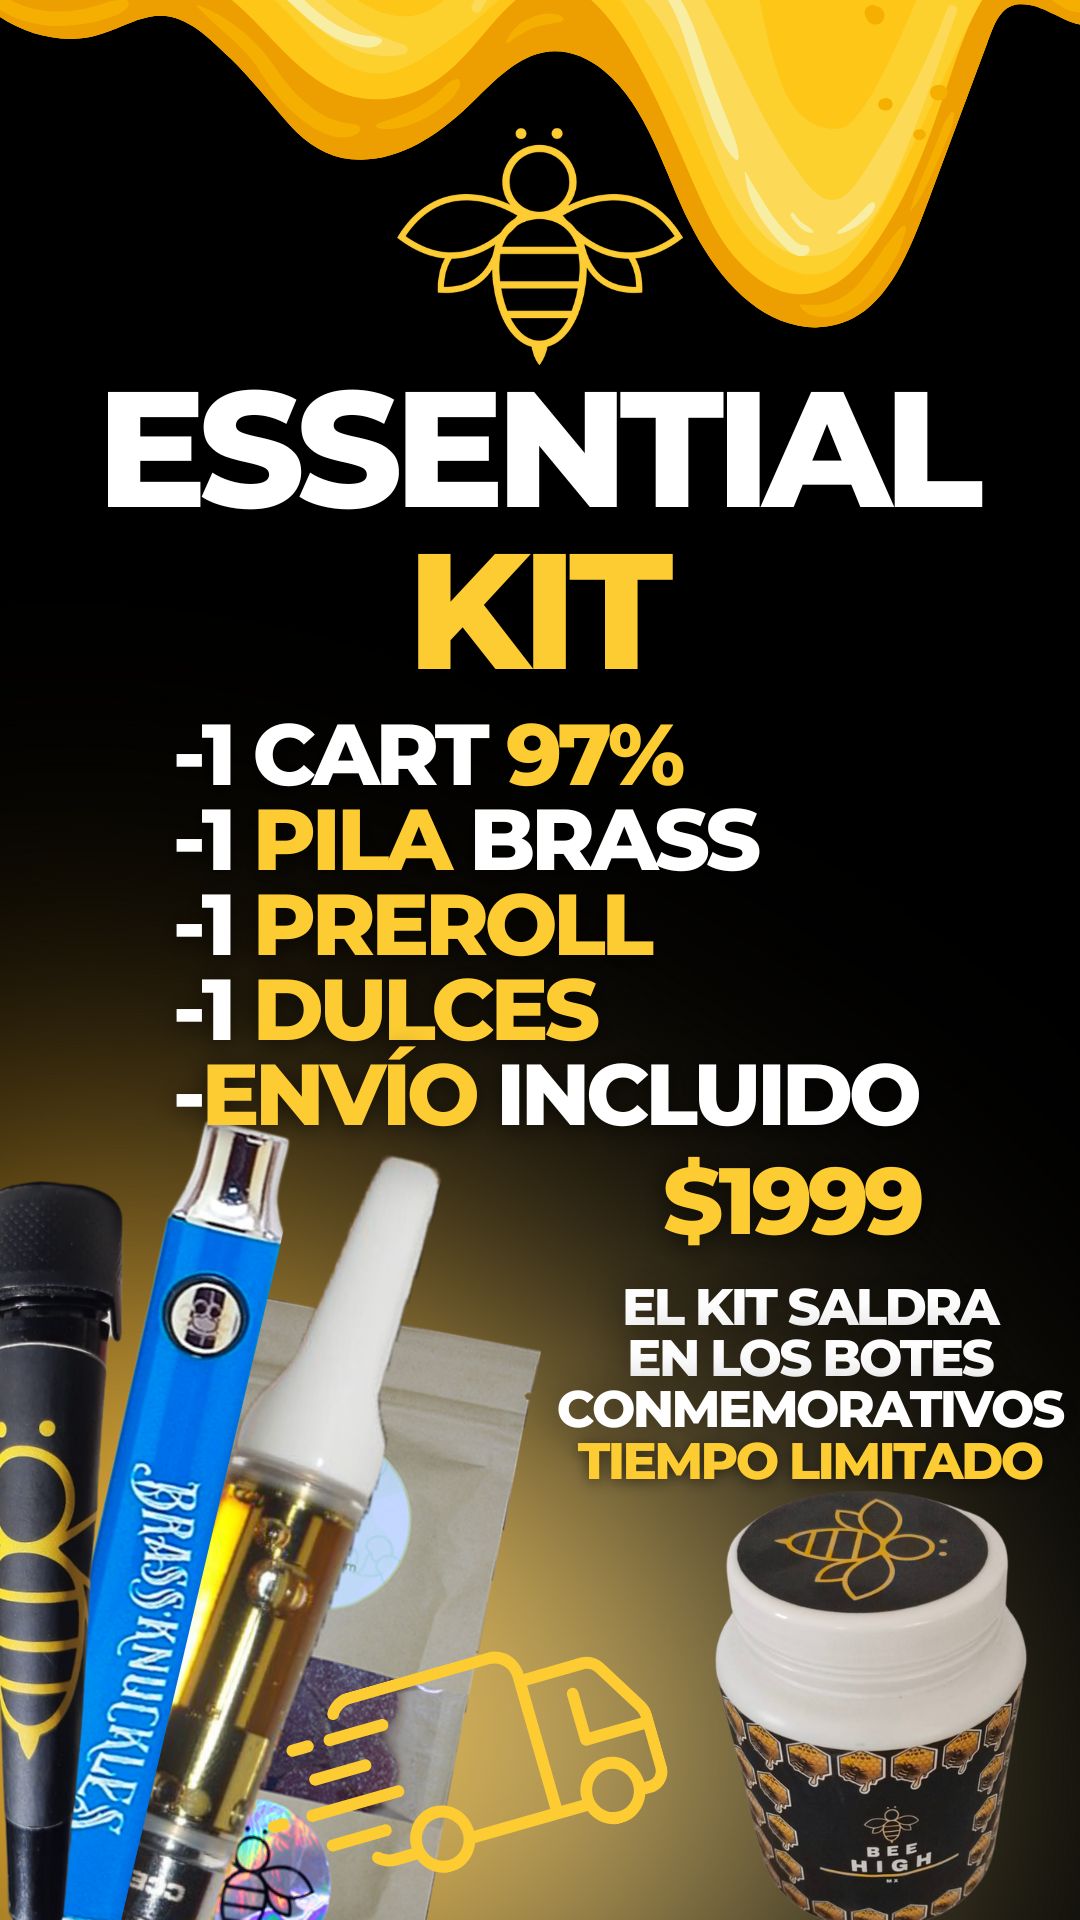 ESSENTIAL
KIT
-1 CART 97%
-1 PILA BRASS
-1 PREROLL
-1 DULCES
-ENVÍO INCLUIDO
$1999
EL KIT SALDRA
EN LOS BOTES
CONMEMORATIVOS
TIEMPO LIMITADO
BRASS KNUCKLES
BEE
HIGH
MX